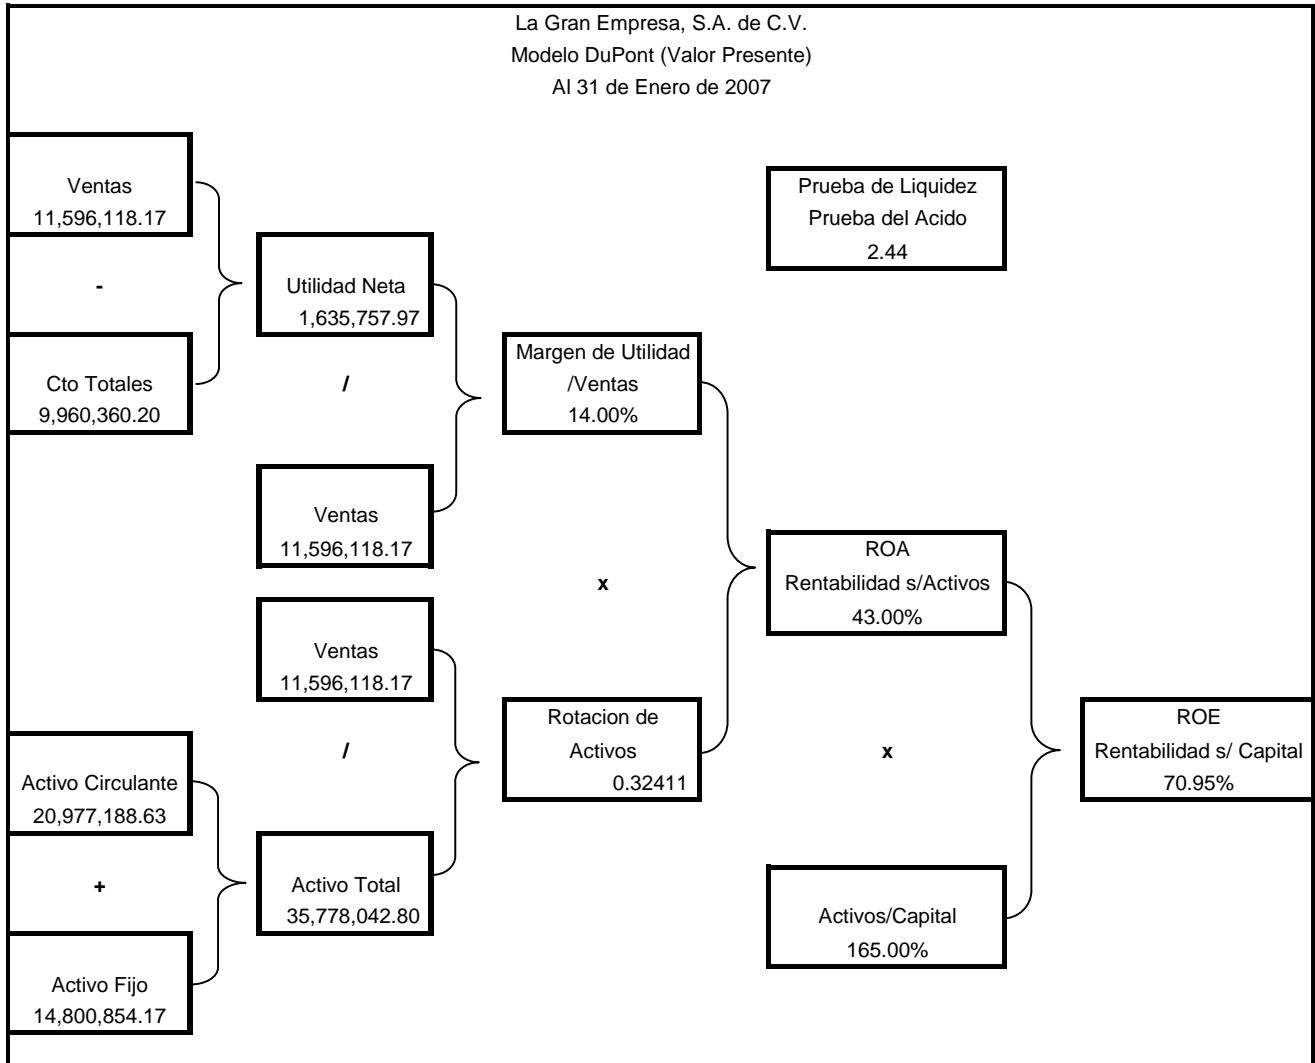 La Gran Empresa, S.A. de C.V.
Modelo DuPont (Valor Presente)
Al 31 de Enero de 2007
Ventas
11,596,118.17
-
Cto Totales
9,960,360.20
Utilidad Neta
1,635,757.97
/
Ventas
11,596,118.17
Margen de Utilidad
/Ventas
14.00%
Prueba de Liquidez
Prueba del Acido
2.44
x
Ventas
11,596,118.17
/
Activo Circulante
20,977,188.63
+
Activo Fijo
14,800,854.17
Activo Total
35,778,042.80
Rotacion de
Activos
0.32411
ROA
Rentabilidad s/Activos
43.00%
x
Activos/Capital
165.00%
ROE
Rentabilidad s/ Capital
70.95%